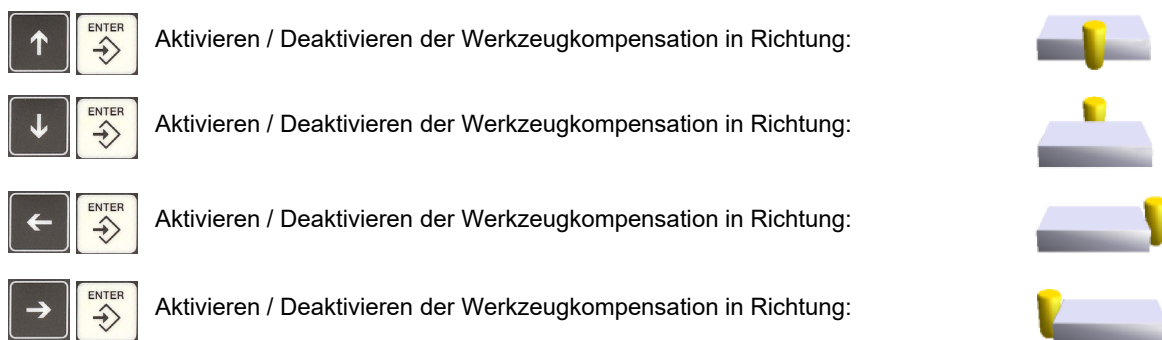 ↑ ENTER Aktivieren / Deaktivieren der Werkzeugkompensation in Richtung:
↓ ENTER Aktivieren / Deaktivieren der Werkzeugkompensation in Richtung:
← ENTER Aktivieren / Deaktivieren der Werkzeugkompensation in Richtung:
→ ENTER Aktivieren / Deaktivieren der Werkzeugkompensation in Richtung: